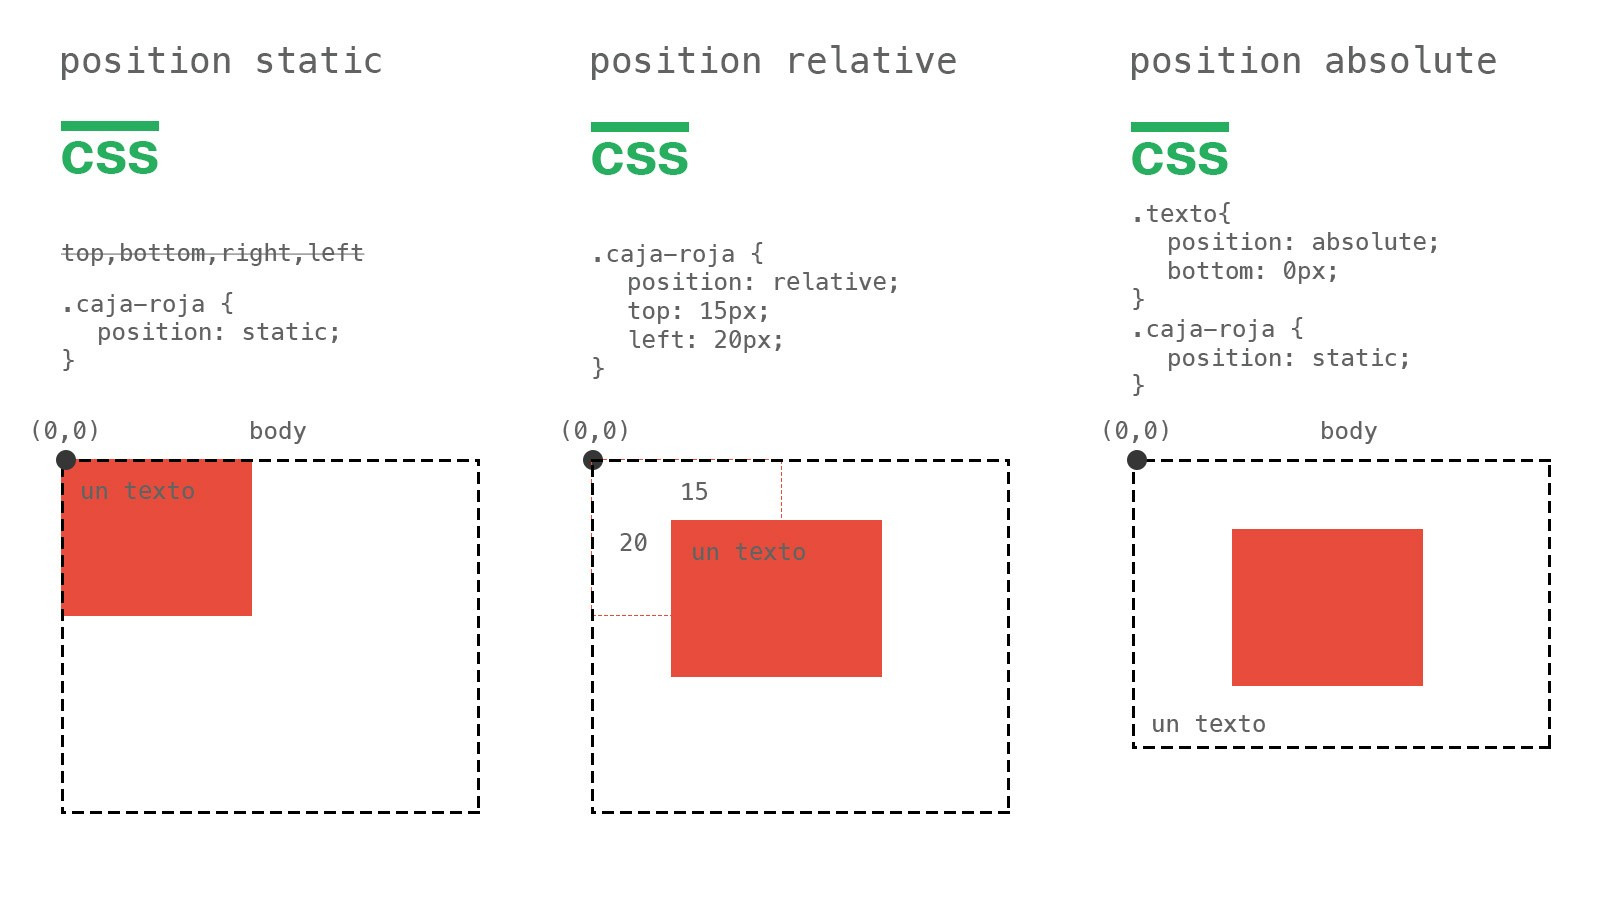 position static
css
top,bottom,right,left
.caja-roja {
position: static;
}
(0,0) body
un texto
position relative
css
.caja-roja {
position: relative;
top: 15px;
left: 20px;
}
(0,0)
15
20
un texto
position absolute
css
.texto{
position: absolute;
bottom: 0px;
}
.caja-roja {
position: static;
}
(0,0) body
un texto